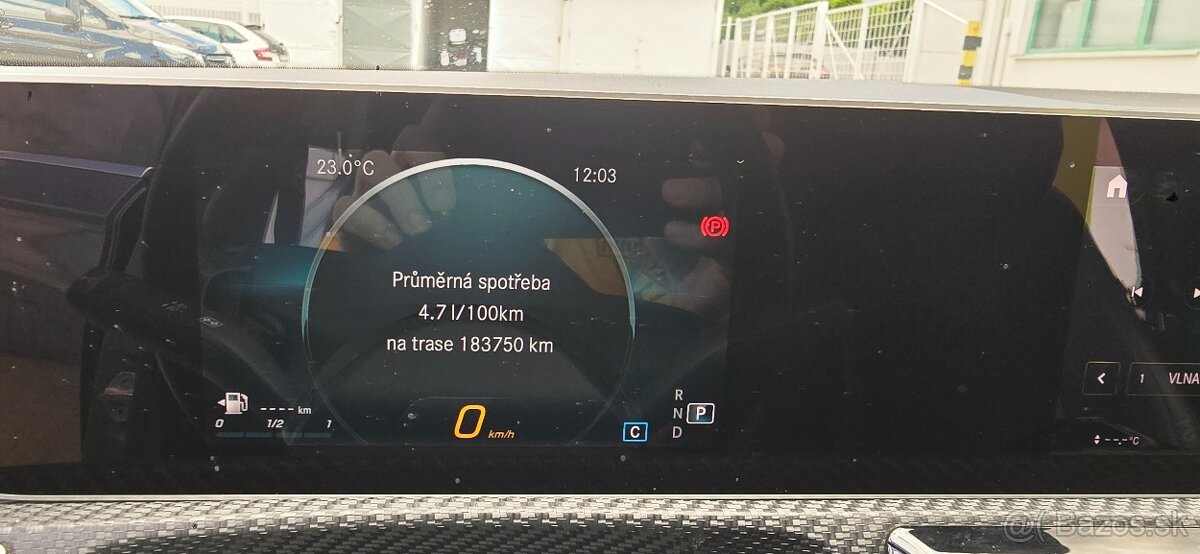 23.0°C
12:03
Průměrná spotřeba
4.7 l/100km
na trase 183750 km
---- km
0 1/2 1
0 km/h
C
R
N P
D
1 VLNA
--.-°C
Bazos.sk